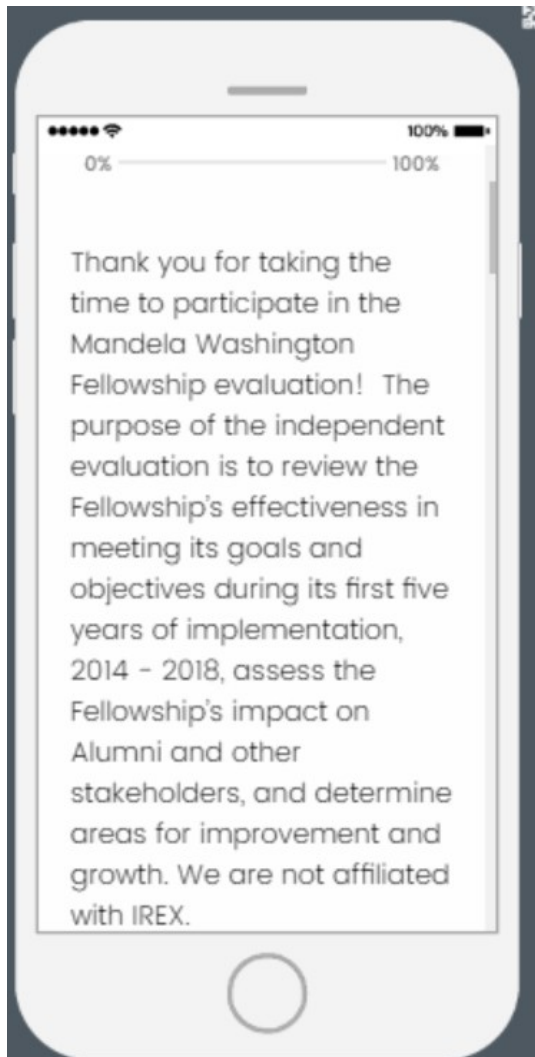 100%
0% 100%
Thank you for taking the
time to participate in the
Mandela Washington
Fellowship evaluation!  The
purpose of the independent
evaluation is to review the
Fellowship's effectiveness in
meeting its goals and
objectives during its first five
years of implementation,
2014 - 2018, assess the
Fellowship's impact on
Alumni and other
stakeholders, and determine
areas for improvement and
growth. We are not affiliated
with IREX.